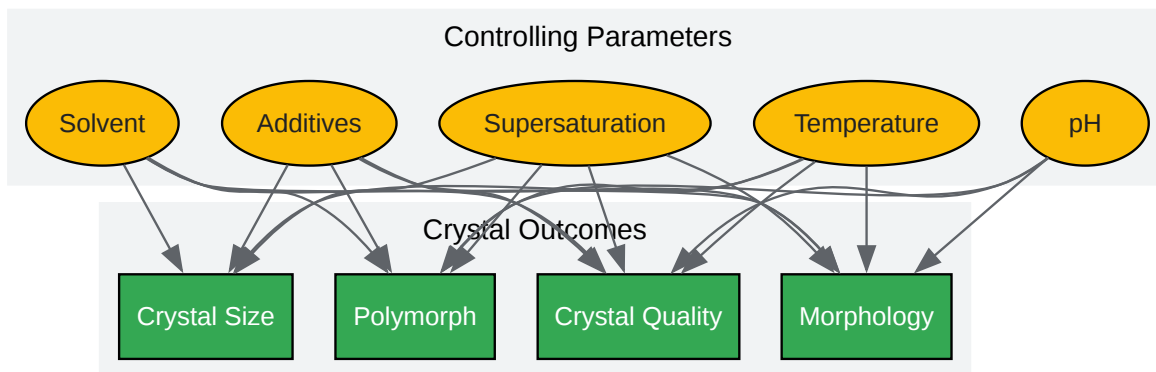 Controlling Parameters
Solvent
Additives
Supersaturation
Temperature
pH
Crystal Outcomes
Crystal Size
Polymorph
Crystal Quality
Morphology